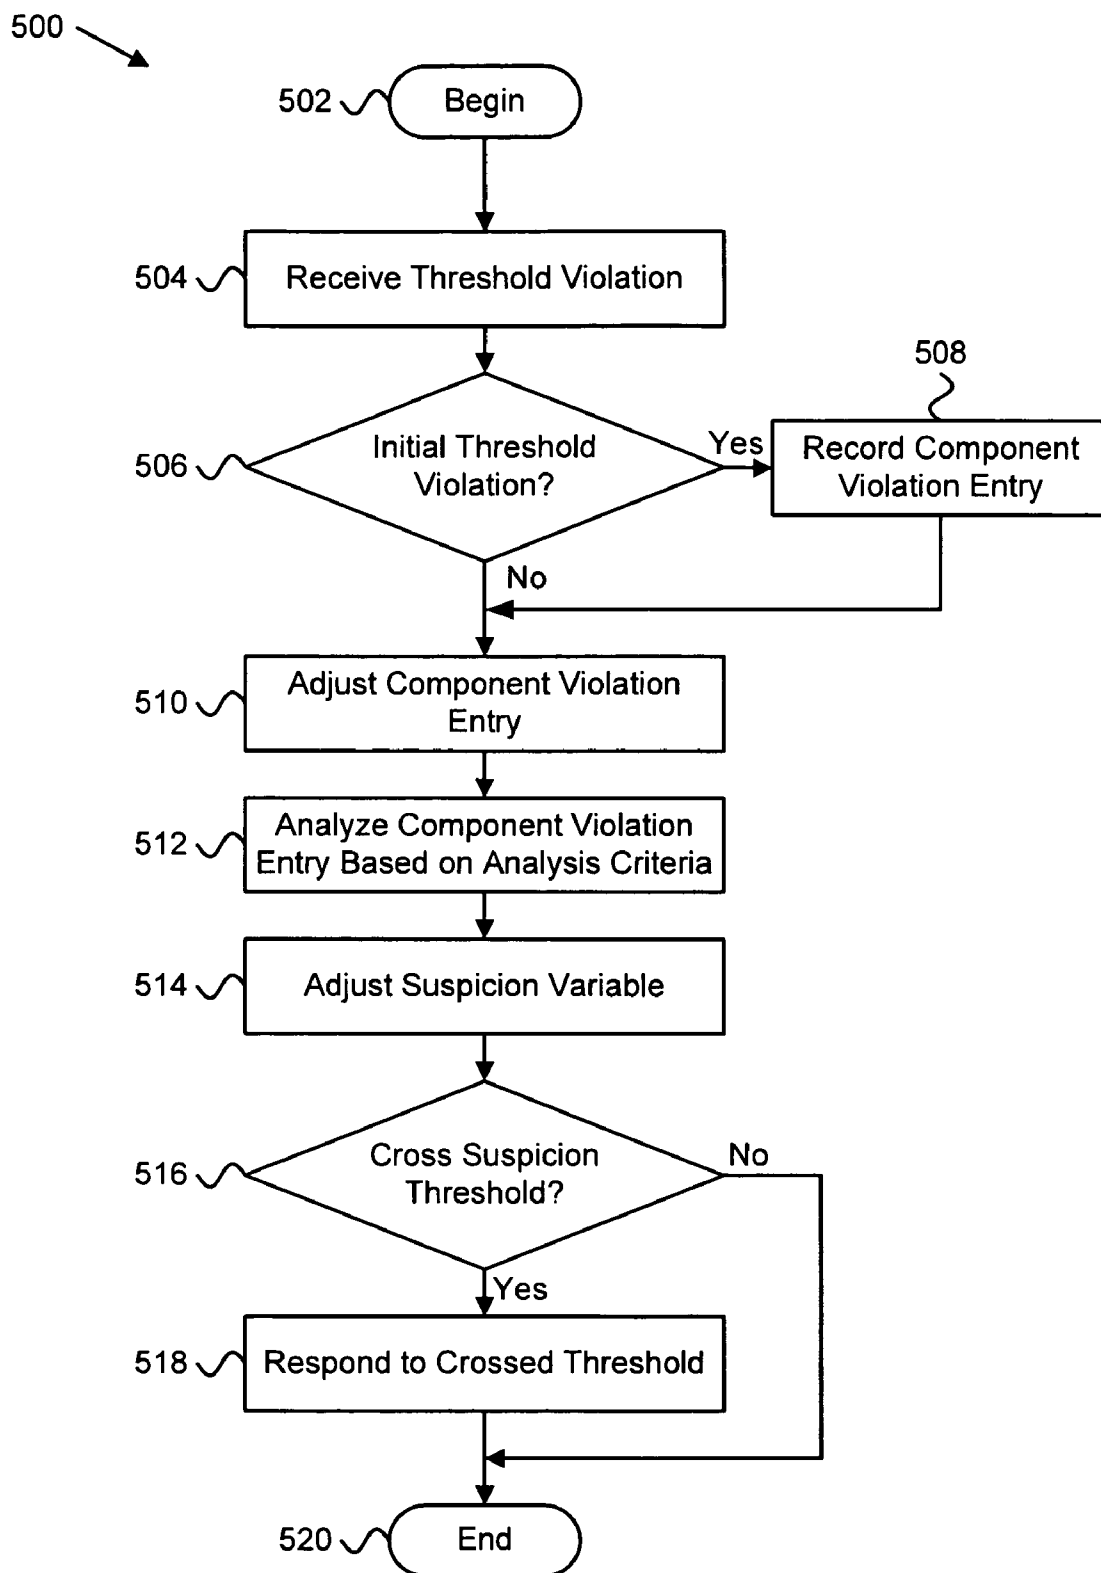 500
502
Begin
504
Receive Threshold Violation
508
506
Initial Threshold
Violation?
Yes
Record Component
Violation Entry
No
510
Adjust Component Violation
Entry
512
Analyze Component Violation
Entry Based on Analysis Criteria
514
Adjust Suspicion Variable
516
Cross Suspicion
Threshold?
No
Yes
518
Respond to Crossed Threshold
520
End